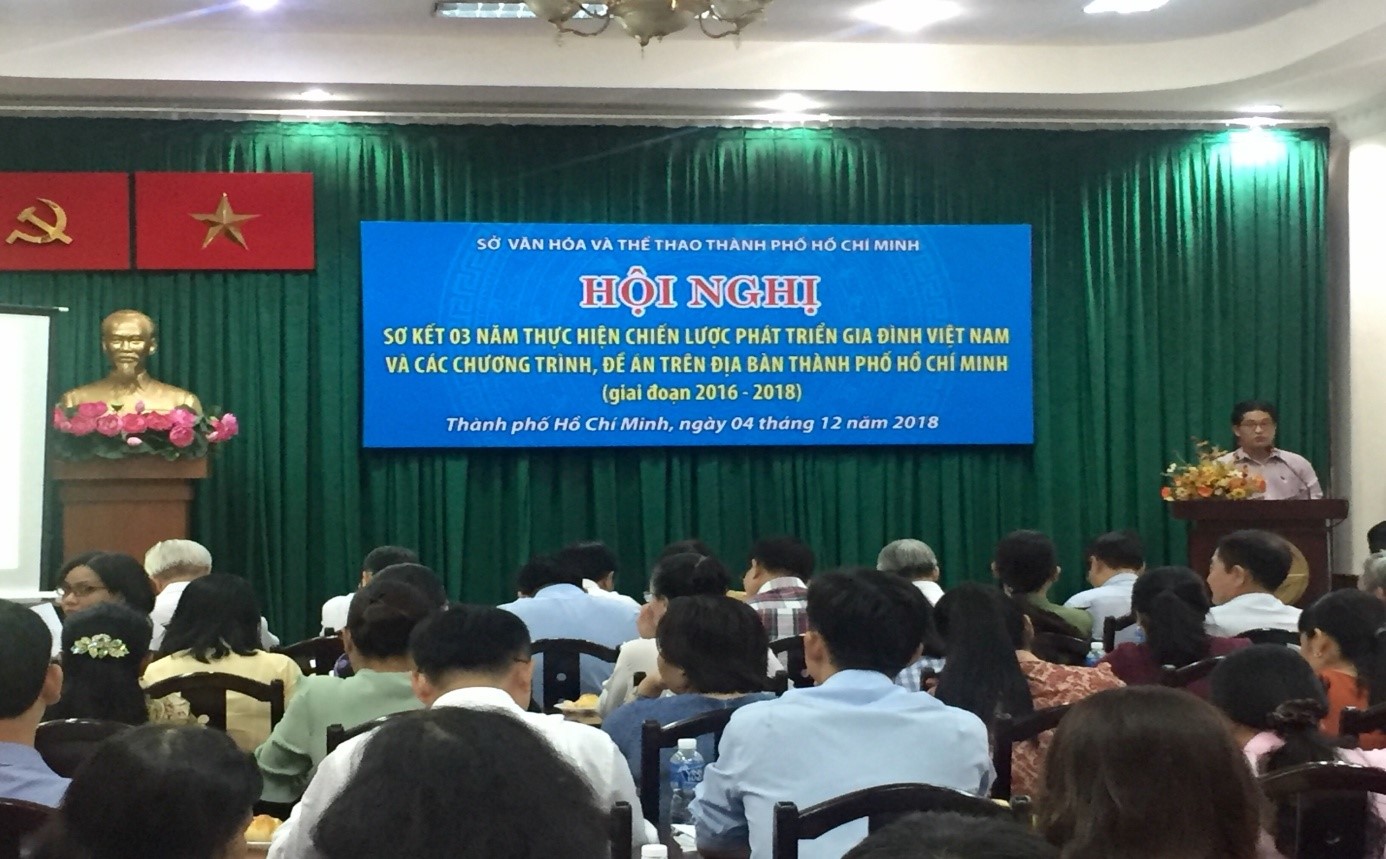 SỞ VĂN HÓA VÀ THỂ THAO THÀNH PHỐ HỒ CHÍ MINH
HỘI NGHỊ
SƠ KẾT 03 NĂM THỰC HIỆN CHIẾN LƯỢC PHÁT TRIỂN GIA ĐÌNH VIỆT NAM
VÀ CÁC CHƯƠNG TRÌNH, ĐỀ ÁN TRÊN ĐỊA BÀN THÀNH PHỐ HỒ CHÍ MINH
(giai đoạn 2016 - 2018)
Thành phố Hồ Chí Minh, ngày 04 tháng 12 năm 2018